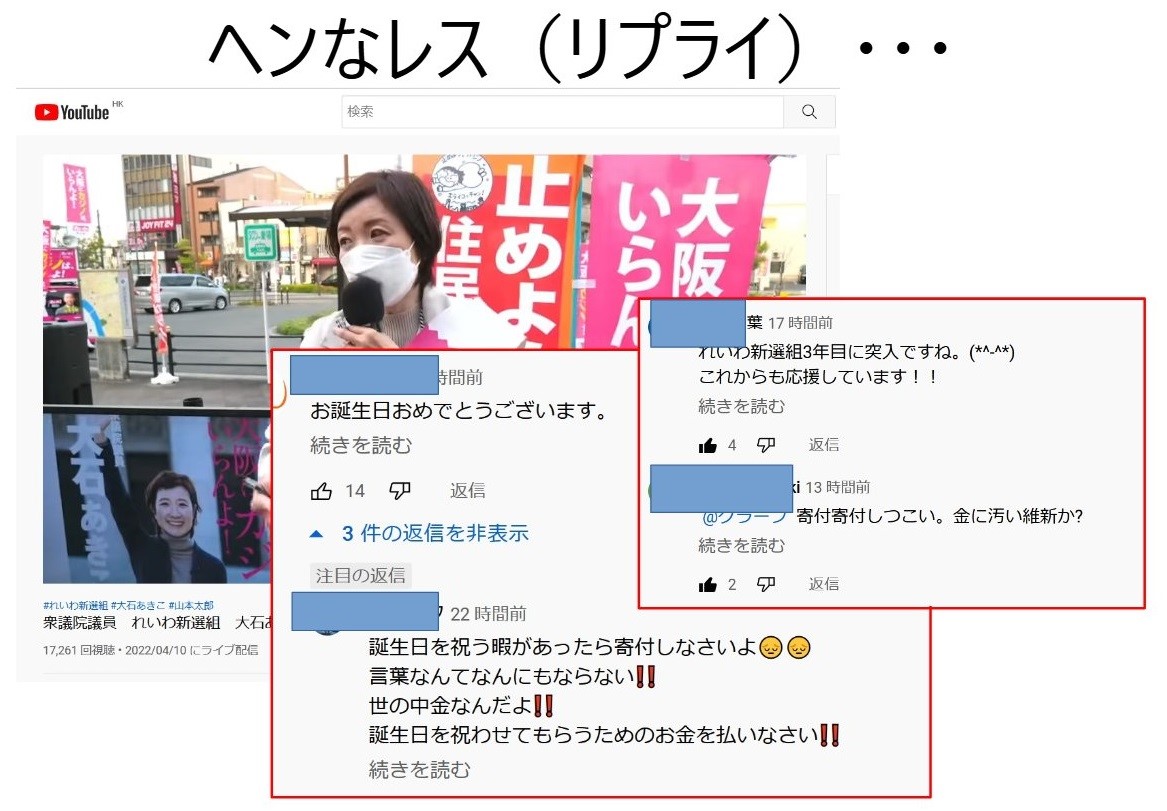 ヘンなレス（リプライ）・・・
YouTube HK
検索
止めよ
住民
大阪
いらん
JOY FIT 24
大石あきこ
いらんよ！
#れいわ新選組 #大石あきこ #山本太郎
衆議院議員 れいわ新選組 大石あ
17,261 回視聴・2022/04/10 にライブ配信
時間前
お誕生日おめでとうございます。
続きを読む
14 返信
3 件の返信を非表示
注目の返信
22 時間前
誕生日を祝う暇があったら寄付しなさいよ😞😞
言葉なんてなんにもならない‼️
世の中金なんだよ‼️
誕生日を祝わせてもらうためのお金を払いなさい‼️
続きを読む
葉 17 時間前
れいわ新選組3年目に突入ですね。(*^-^*)
これからも応援しています！！
続きを読む
4 返信
ki 13 時間前
@クラーブ 寄付寄付しつこい。金に汚い維新か?
続きを読む
2 返信